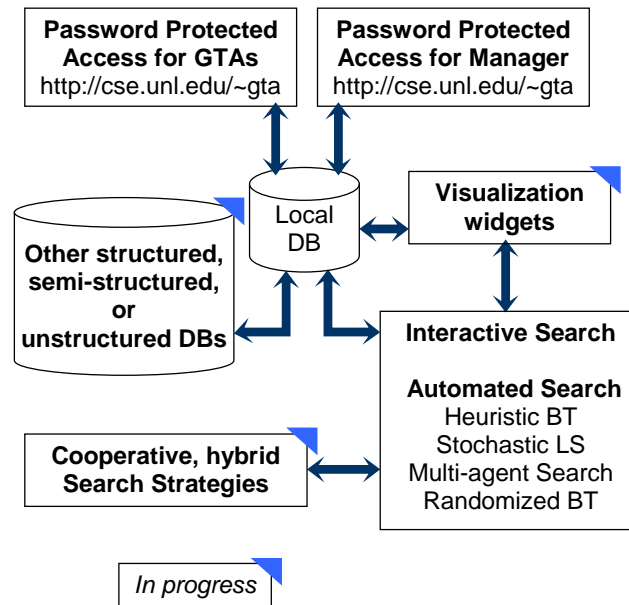 Password Protected
Access for GTAs
http://cse.unl.edu/~gta
Password Protected
Access for Manager
http://cse.unl.edu/~gta
Local
DB
Visualization
widgets
Other structured,
semi-structured,
or
unstructured DBs
Interactive Search
Automated Search
Heuristic BT
Stochastic LS
Multi-agent Search
Randomized BT
Cooperative, hybrid
Search Strategies
In progress